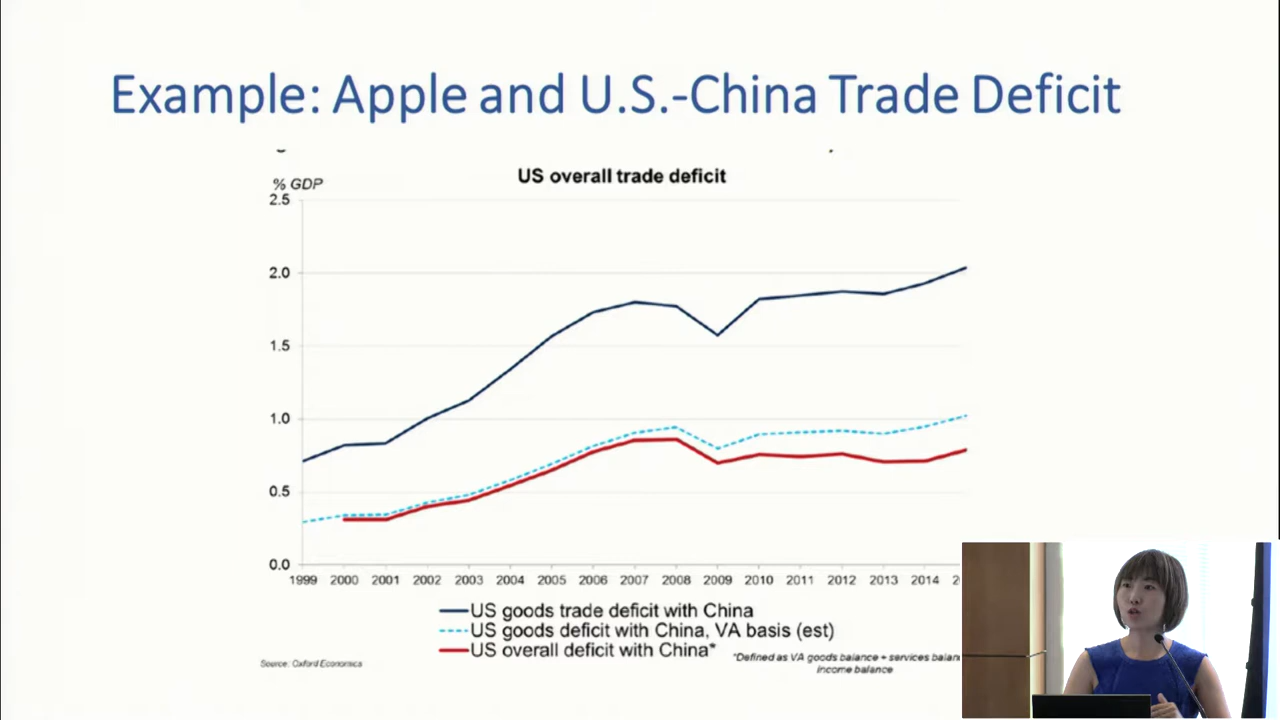 Example: Apple and U.S.-China Trade Deficit
US overall trade deficit
% GDP
2.5
2.0
1.5
1.0
0.5
0.0
1999 2000 2001 2002 2003 2004 2005 2006 2007 2008 2009 2010 2011 2012 2013 2014
US goods trade deficit with China
US goods deficit with China, VA basis (est)
US overall deficit with China*
Source: Oxford Economics
*Defined as VA goods balance + services
income balance